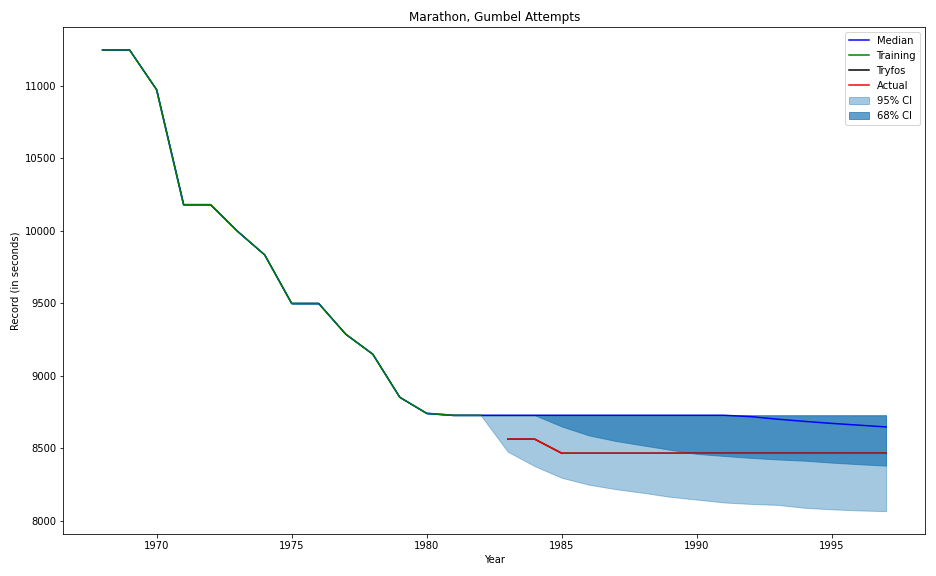 Marathon, Gumbel Attempts
Median
Training
Tryfos
Actual
95% CI
68% CI
Record (in seconds)
11000
10500
10000
9500
9000
8500
8000
1970
1975
1980
1985
1990
1995
Year